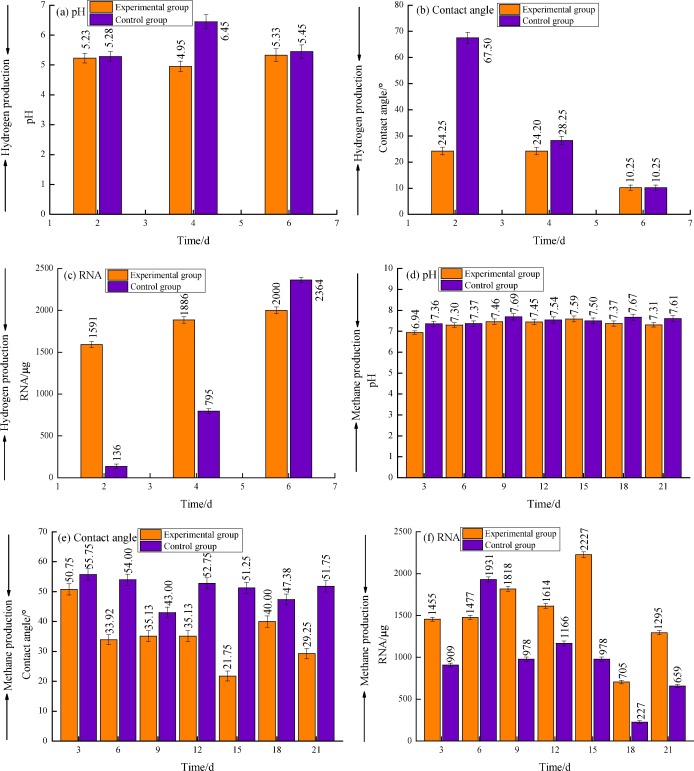 (a) pH
Experimental group
Control group
Hydrogen production
pH
7
6
5
4
3
2
1
0
5.23
5.28
4.95
6.45
5.33
5.45
1 2 3 4 5 6 7
Time/d
(b) Contact angle
Experimental group
Control group
Hydrogen production
Contact angle/°
80
70
60
50
40
30
20
10
0
24.25
67.50
24.20
28.25
10.25
10.25
1 2 3 4 5 6 7
Time/d
(c) RNA
Experimental group
Control group
Hydrogen production
RNA/μg
2500
2000
1500
1000
500
0
1591
136
1886
795
2000
2364
1 2 3 4 5 6 7
Time/d
(d) pH
Experimental group
Control group
Methane production
pH
10
9
8
7
6
5
4
3
2
1
0
6.94
7.36
7.30
7.37
7.46
7.69
7.45
7.54
7.59
7.50
7.37
7.67
7.31
7.61
3 6 9 12 15 18 21
Time/d
(e) Contact angle
Experimental group
Control group
Methane production
Contact angle/°
60
50
40
30
20
10
0
50.75
55.75
33.92
54.00
35.13
43.00
35.13
52.75
21.75
51.25
40.00
47.38
29.25
51.75
3 6 9 12 15 18 21
Time/d
(f) RNA
Experimental group
Control group
Methane production
RNA/μg
2500
2000
1500
1000
500
0
1455
909
1477
1931
1818
978
1614
1166
2227
978
705
227
1295
659
3 6 9 12 15 18 21
Time/d